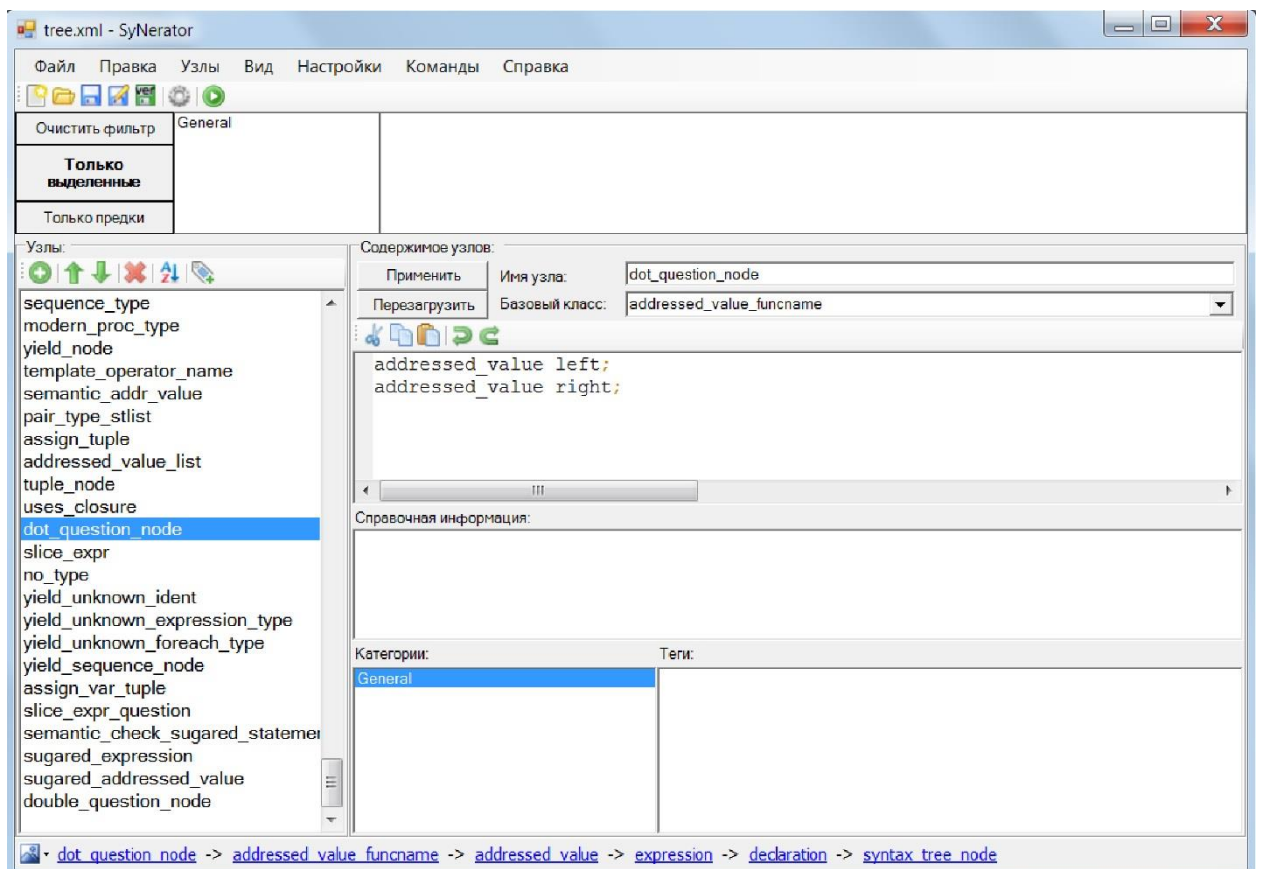 tree.xml - SyNerator
Файл Правка Узлы Вид Настройки Команды Справка
ver
Очистить фильтр
General
Только
выделенные
Только предки
Узлы:
sequence_type
modern_proc_type
yield_node
template_operator_name
semantic_addr_value
pair_type_stlist
assign_tuple
addressed_value_list
tuple_node
uses_closure
dot_question_node
slice_expr
no_type
yield_unknown_ident
yield_unknown_expression_type
yield_unknown_foreach_type
yield_sequence_node
assign_var_tuple
slice_expr_question
semantic_check_sugared_statemen
sugared_expression
sugared_addressed_value
double_question_node
Содержимое узлов:
Применить Имя узла: dot_question_node
Перезагрузить Базовый класс: addressed_value_funcname
addressed_value left;
addressed_value right;
Справочная информация:
Категории: Теги:
General
dot_question_node -> addressed_value_funcname -> addressed_value -> expression -> declaration -> syntax_tree_node